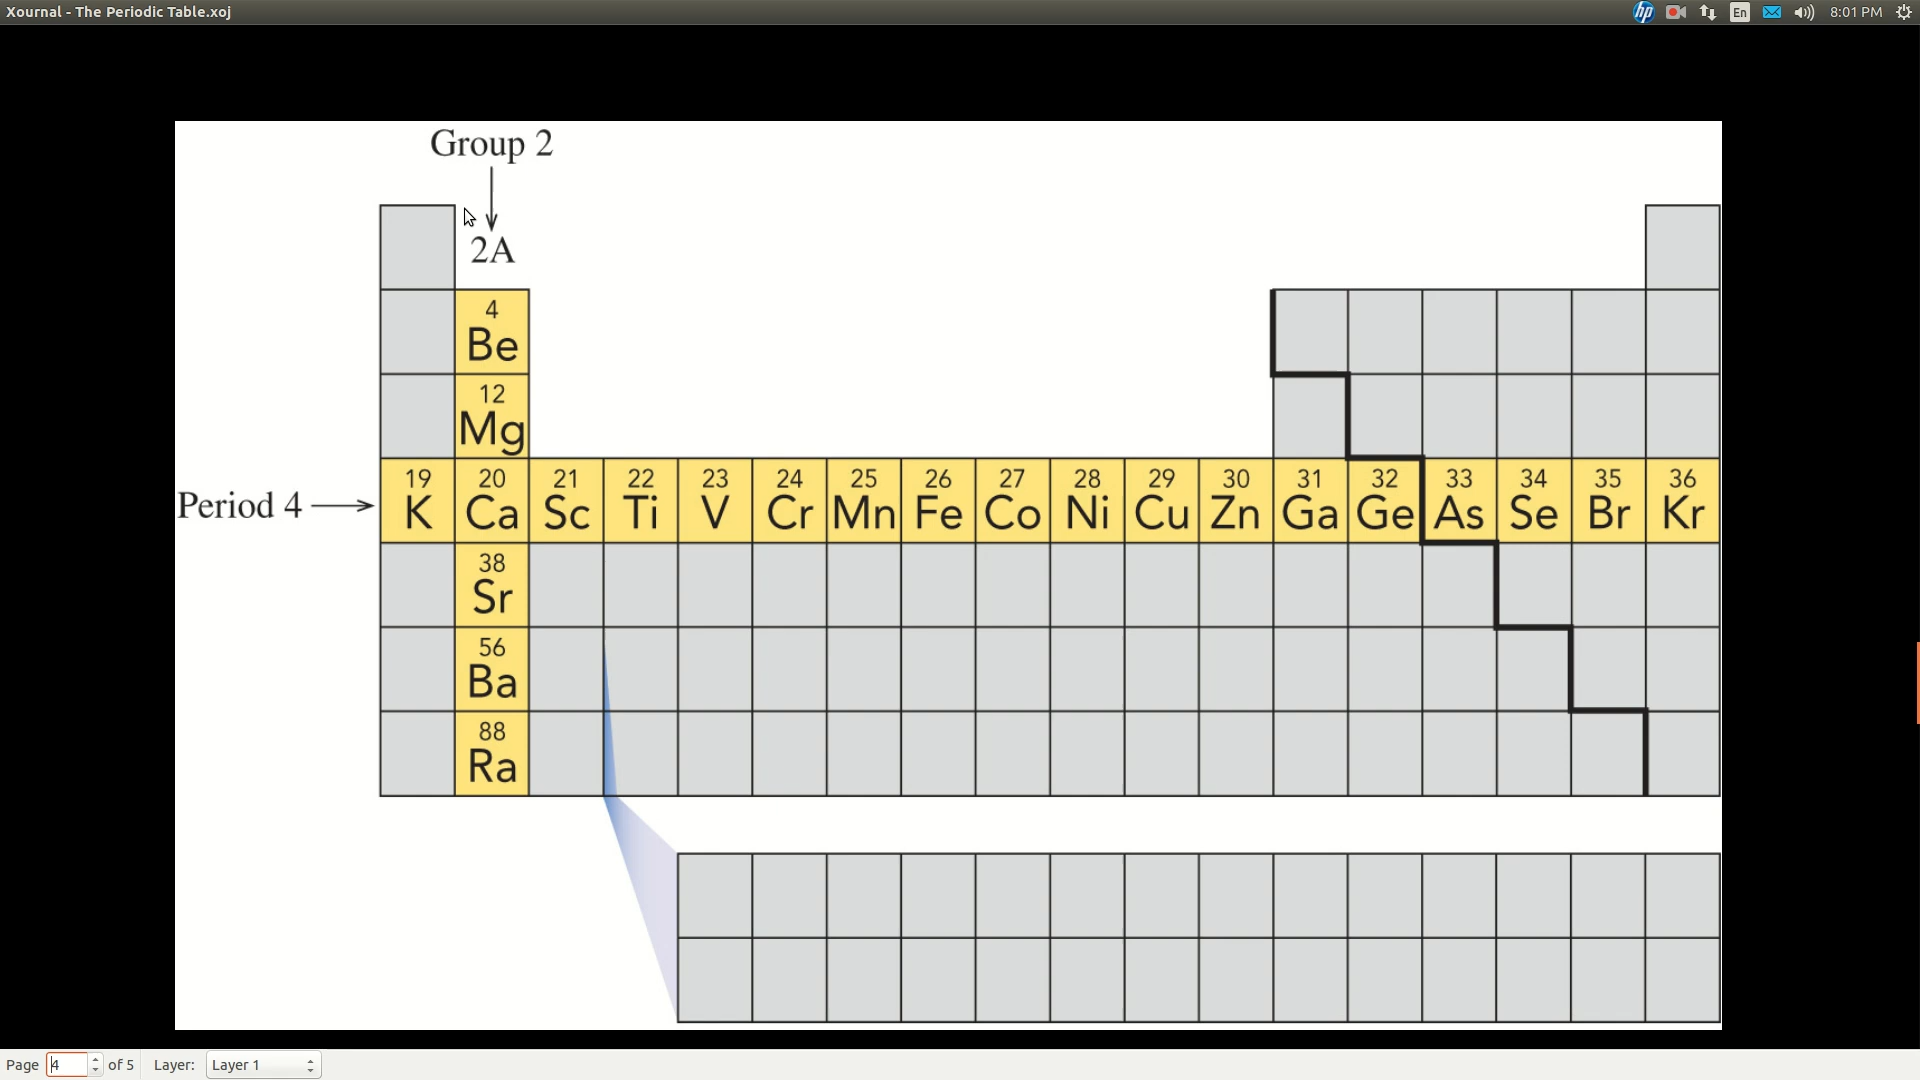 Xournal - The Periodic Table.xoj
hp
En
8:01 PM
Group 2
2A
4
Be
12
Mg
Period 4
19 20 21 22 23 24 25 26 27 28 29 30 31 32 33 34 35 36
K Ca Sc Ti V Cr Mn Fe Co Ni Cu Zn Ga Ge As Se Br Kr
38
Sr
56
Ba
88
Ra
Page 4 of 5 Layer: Layer 1